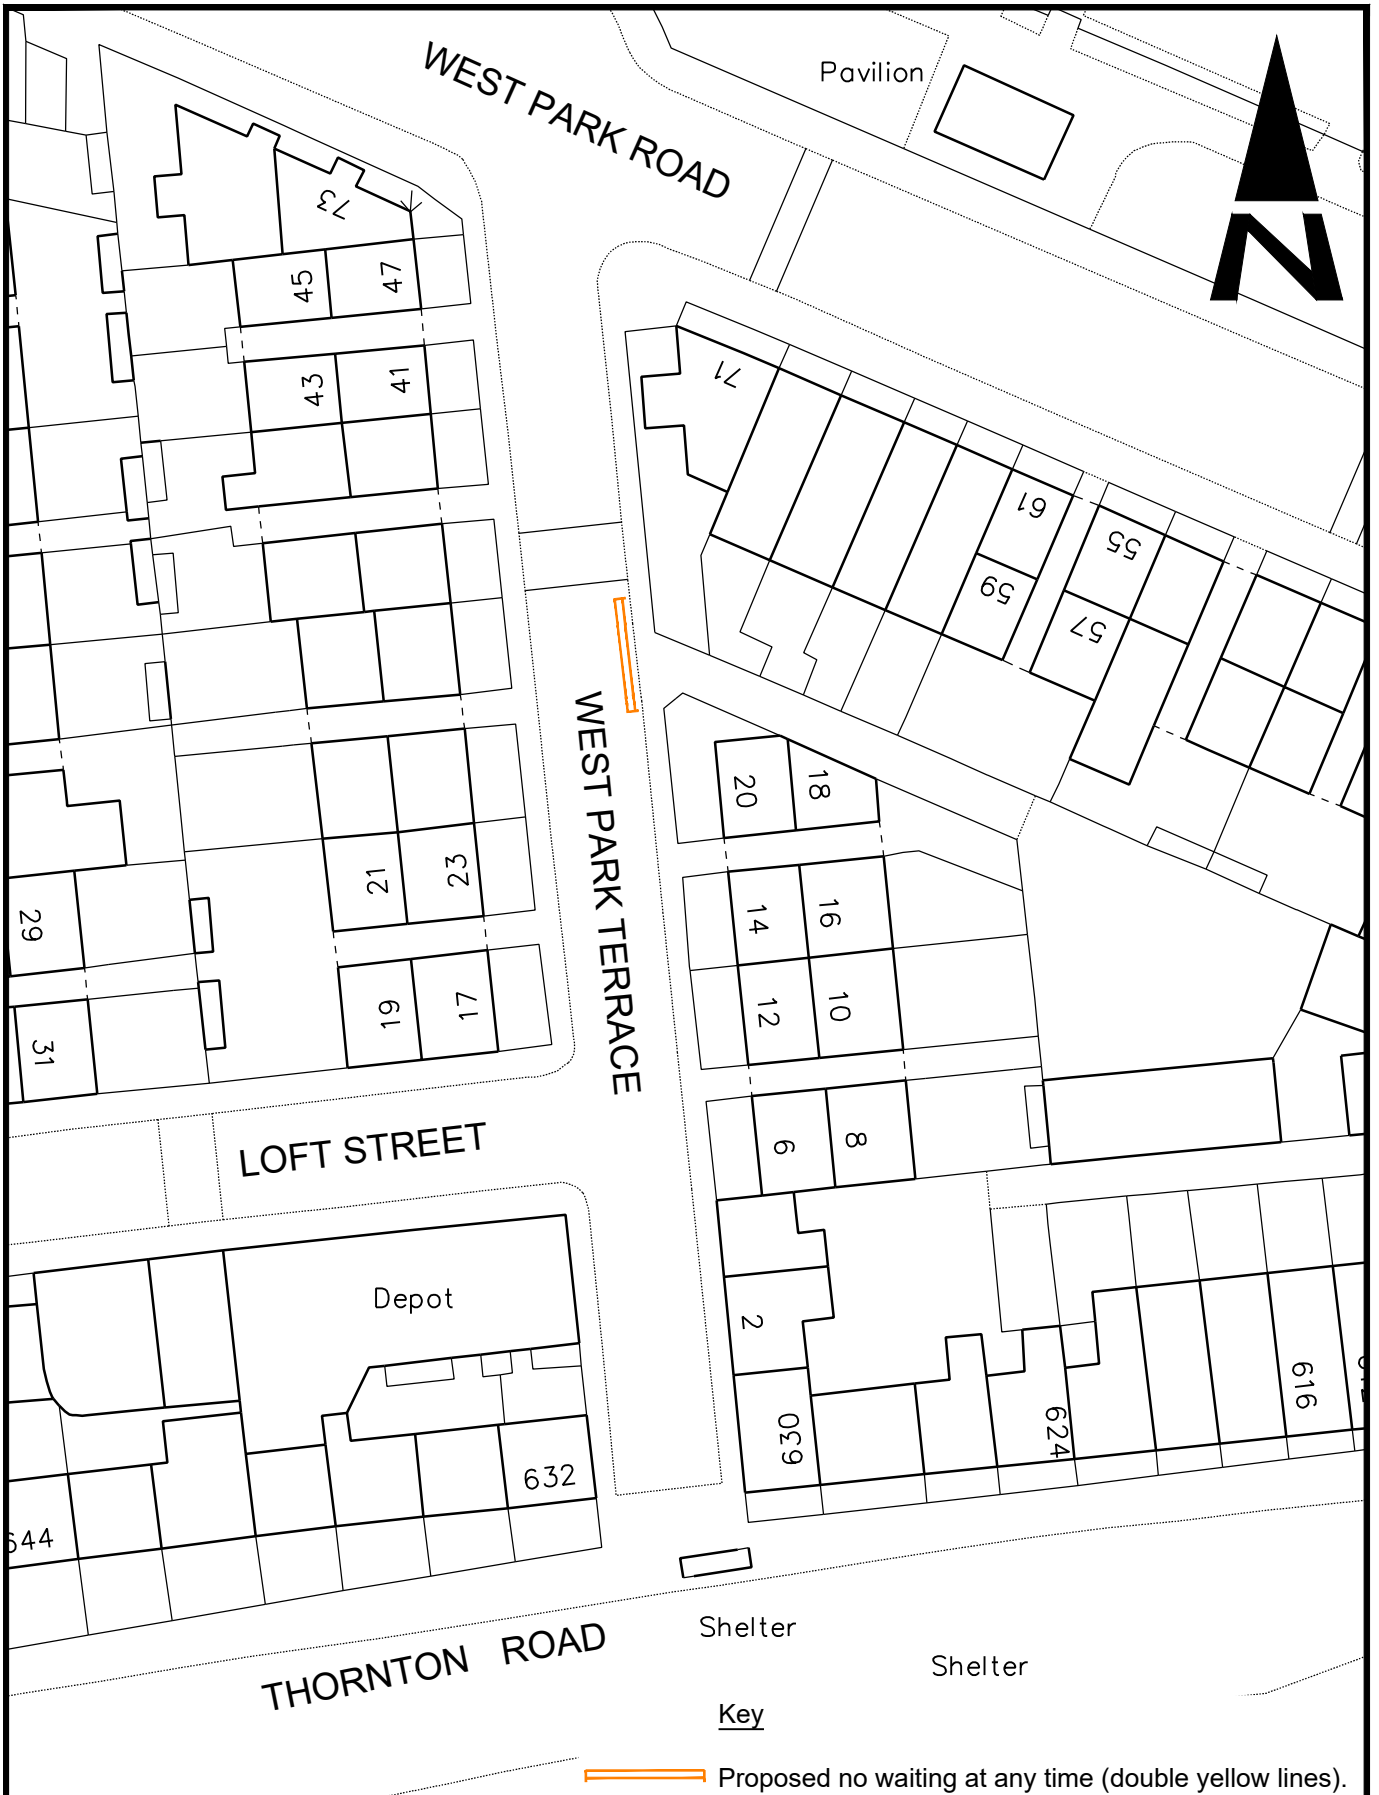 WEST PARK ROAD
Pavilion
N
73
45
47
43
41
71
61
59
55
57
WEST PARK TERRACE
20
18
21
23
14
16
29
12
10
19
17
31
6
8
LOFT STREET
Depot
2
616
630
624
632
644
THORNTON ROAD
Shelter
Shelter
Key
Proposed no waiting at any time (double yellow lines).